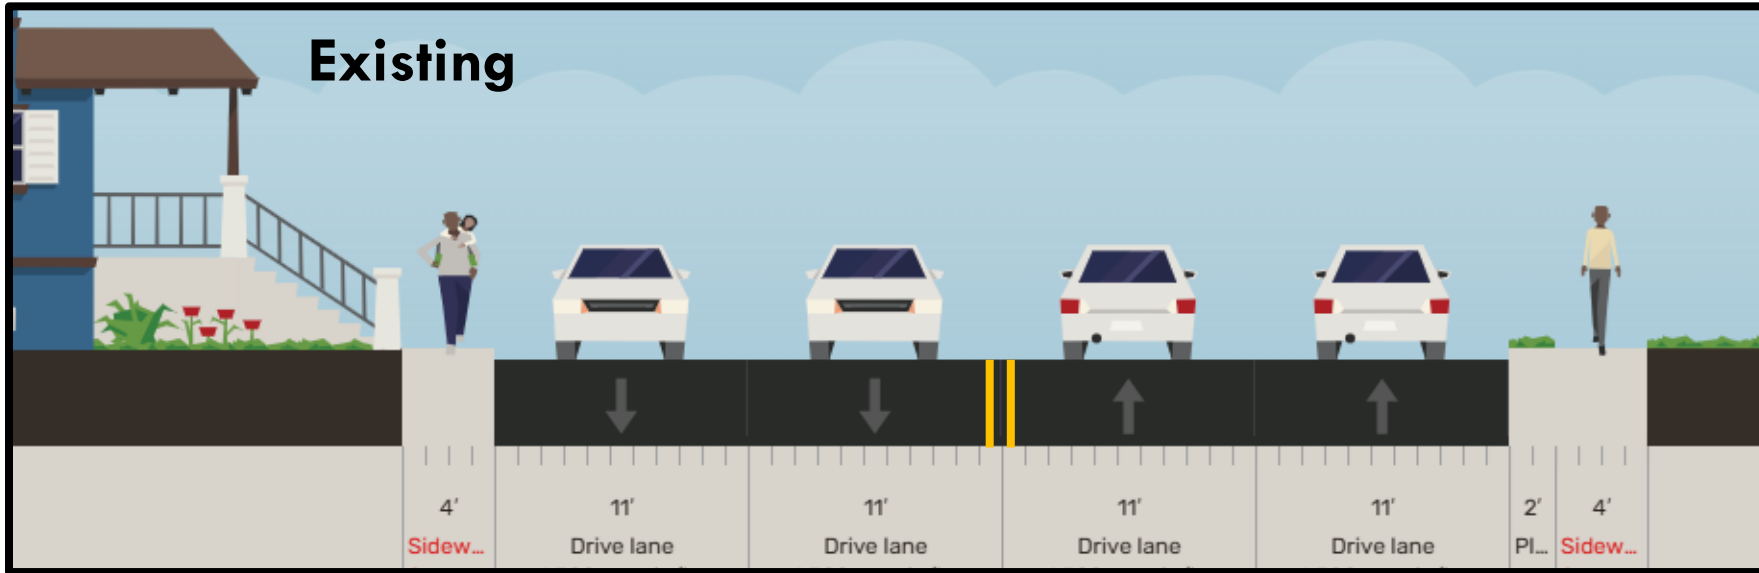 Existing
4' 11' 11' 11' 11' 2' 4'
Sidew... Drive lane Drive lane Drive lane Drive lane Pl... Sidew...